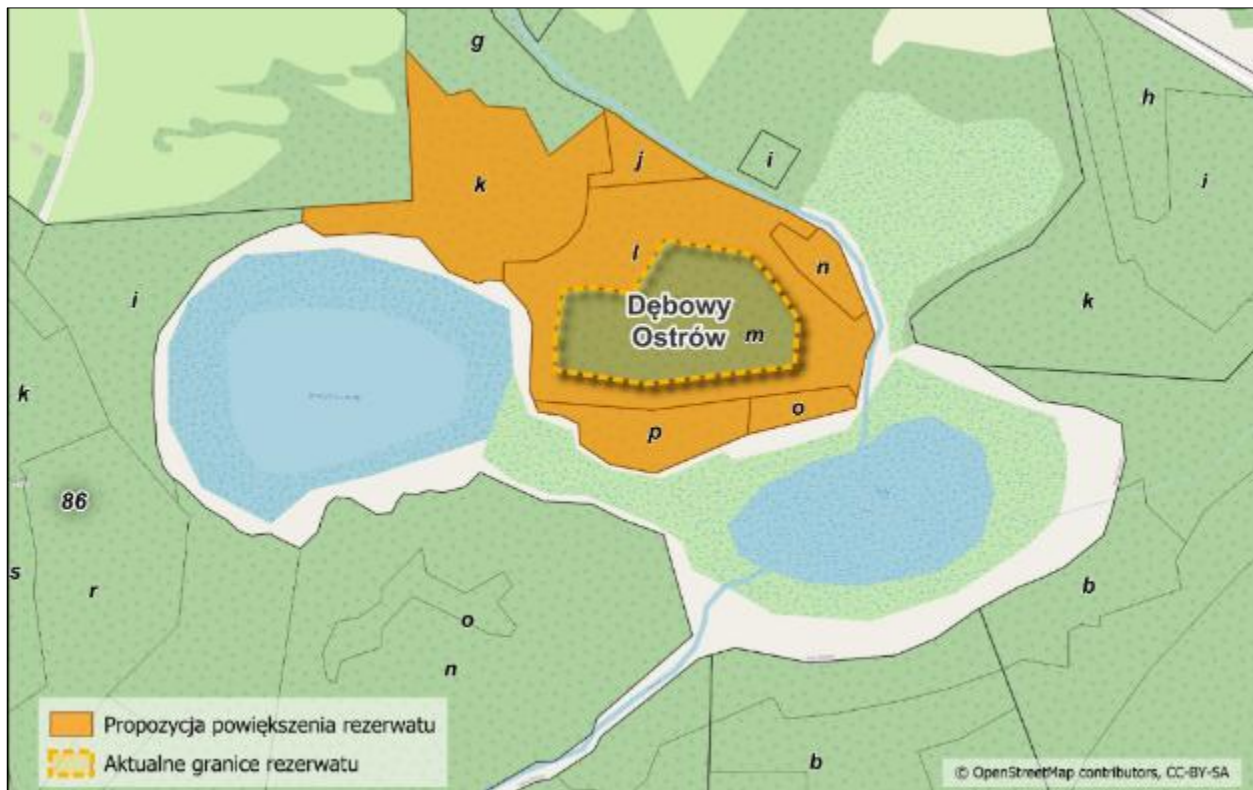 g
h
j
i
i
k
l
n
i
Dębowy
Ostrów
m
k
k
p
o
86
b
s
r
o
n
b
Propozycja powiększenia rezerwatu
Aktualne granice rezerwatu
© OpenStreetMap contributors, CC-BY-SA